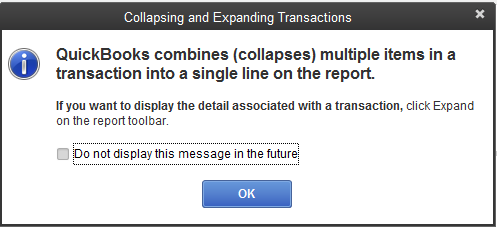 Collapsing and Expanding Transactions
QuickBooks combines (collapses) multiple items in a
transaction into a single line on the report.
If you want to display the detail associated with a transaction, click Expand
on the report toolbar.
Do not display this message in the future
OK